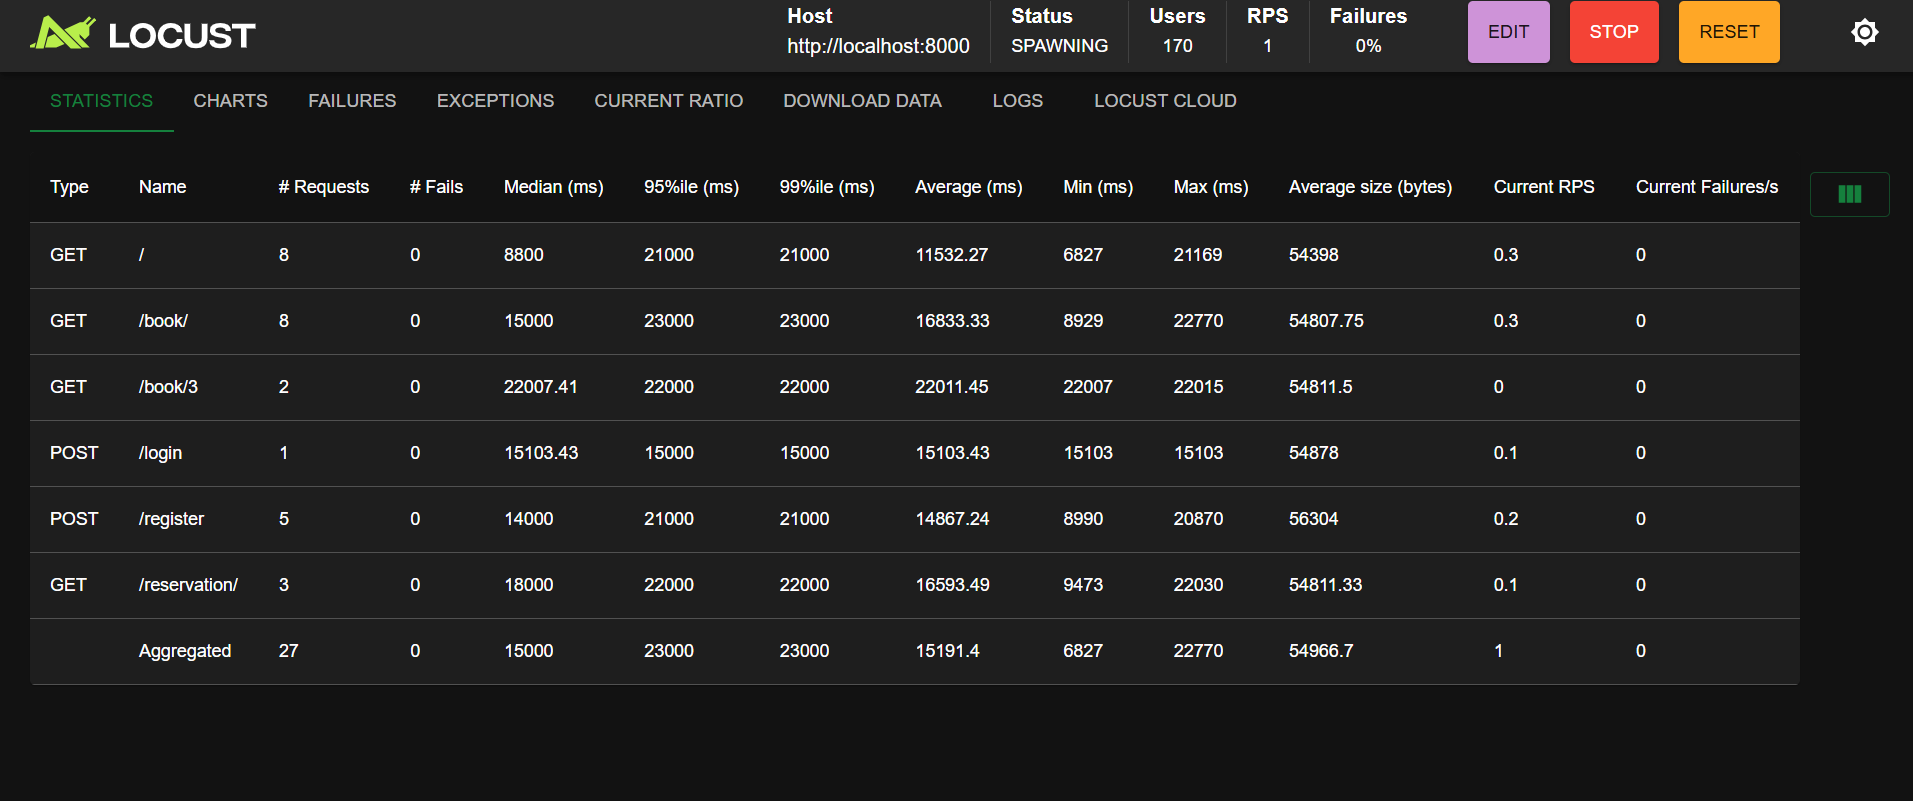 LOCUST
Host Status Users RPS Failures
http://localhost:8000 SPAWNING 170 1 0% EDIT STOP RESET
STATISTICS CHARTS FAILURES EXCEPTIONS CURRENT RATIO DOWNLOAD DATA LOGS LOCUST CLOUD
Type Name # Requests # Fails Median (ms) 95%ile (ms) 99%ile (ms) Average (ms) Min (ms) Max (ms) Average size (bytes) Current RPS Current Failures/s
GET / 8 0 8800 21000 21000 11532.27 6827 21169 54398 0.3 0
GET /book/ 8 0 15000 23000 23000 16833.33 8929 22770 54807.75 0.3 0
GET /book/3 2 0 22007.41 22000 22000 22011.45 22007 22015 54811.5 0 0
POST /login 1 0 15103.43 15000 15000 15103.43 15103 15103 54878 0.1 0
POST /register 5 0 14000 21000 21000 14867.24 8990 20870 56304 0.2 0
GET /reservation/ 3 0 18000 22000 22000 16593.49 9473 22030 54811.33 0.1 0
Aggregated 27 0 15000 23000 23000 15191.4 6827 22770 54966.7 1 0